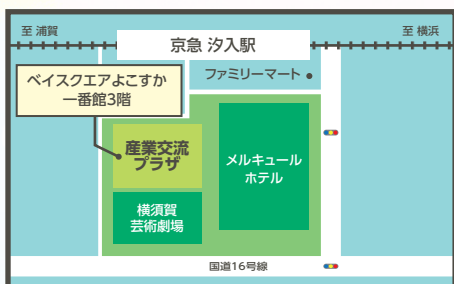 至 浦賀
至 横浜
京急 汐入駅
ファミリーマート
ベイスクエアよこすか
一番館3階
産業交流
プラザ
メルキュール
ホテル
横須賀
芸術劇場
国道16号線